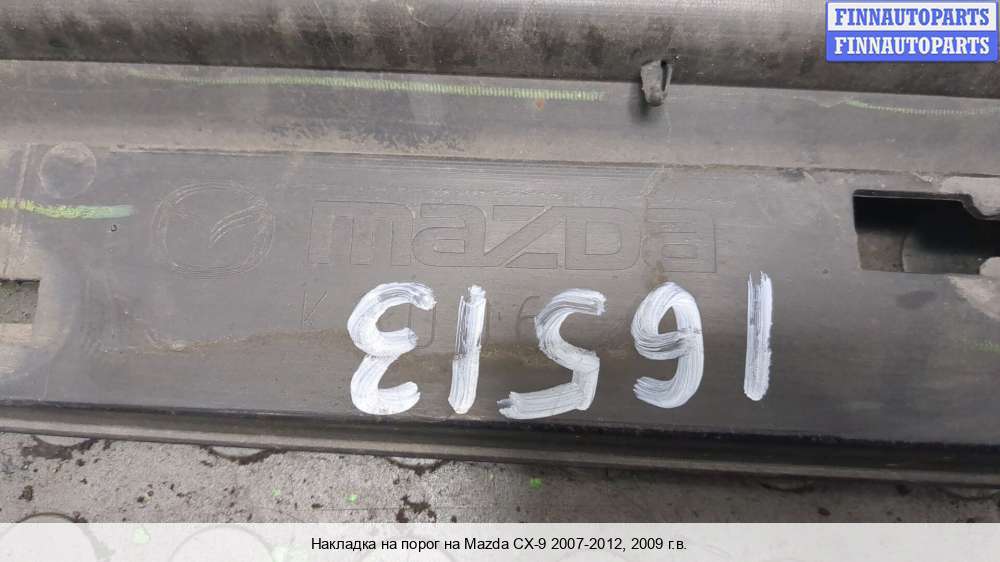 FINNAUTOPARTS
FINNAUTOPARTS
mazda
16513
Накладка на порог на Mazda CX-9 2007-2012, 2009 г.в.